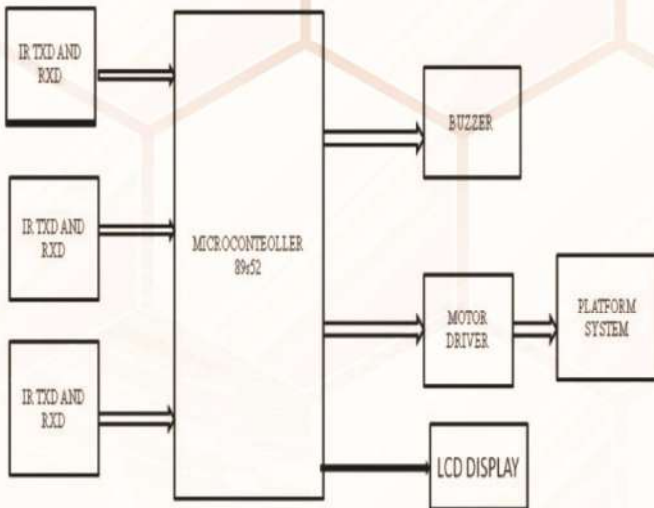 IR TXD AND
RXD
IR TXD AND
RXD
IR TXD AND
RXD
MICROCONTEOLLER
89s52
BUZZER
MOTOR
DRIVER
PLATFORM
SYSTEM
LCD DISPLAY